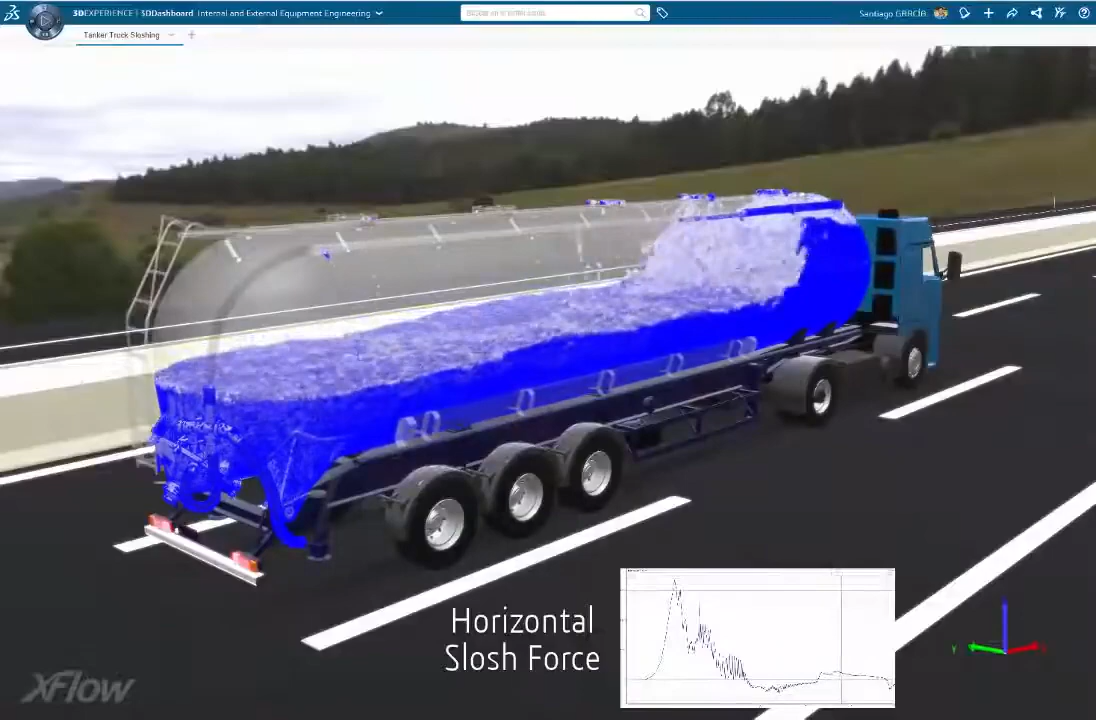 3DEXPERIENCE | 3DDashboard Internal and External Equipment Engineering
Santiago GARCÍA
Tanker Truck Sloshing
Horizontal
Slosh Force
Y
XFlow